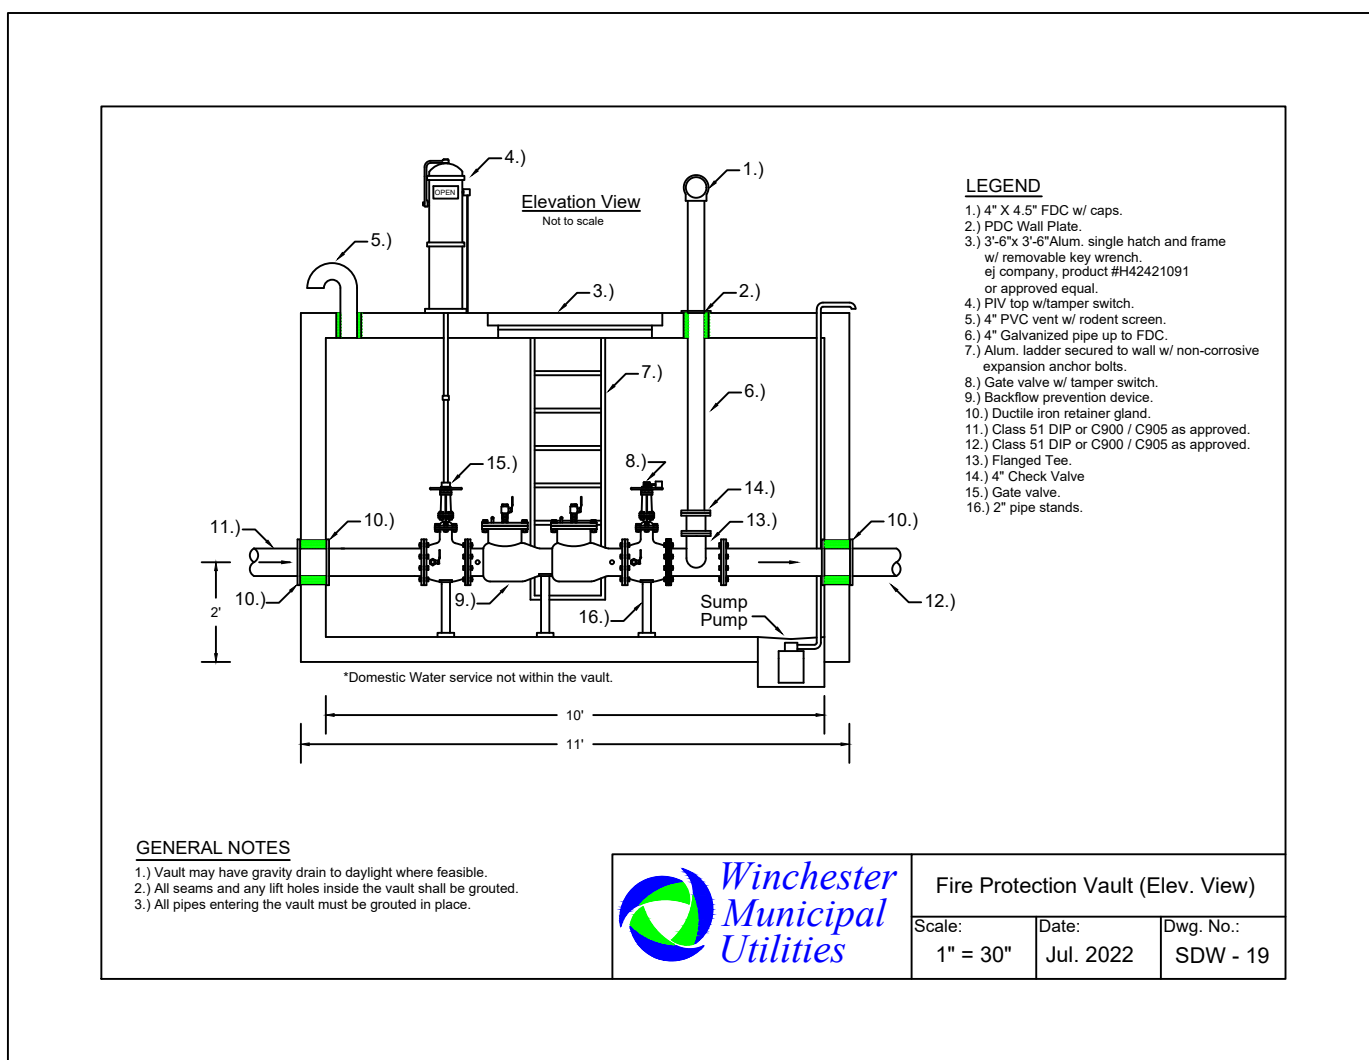 4.)
OPEN
Elevation View
Not to scale
1.)
5.)
3.)
2.)
7.)
6.)
15.)
8.)
14.)
13.)
11.)
10.)
10.)
10.)
9.)
16.)
12.)
2'
Sump
Pump
*Domestic Water service not within the vault.
10'
11'
LEGEND
1.) 4" X 4.5" FDC w/ caps.
2.) PDC Wall Plate.
3.) 3'-6"x 3'-6"Alum. single hatch and frame
w/ removable key wrench.
ej company, product #H42421091
or approved equal.
4.) PIV top w/tamper switch.
5.) 4" PVC vent w/ rodent screen.
6.) 4" Galvanized pipe up to FDC.
7.) Alum. ladder secured to wall w/ non-corrosive
expansion anchor bolts.
8.) Gate valve w/ tamper switch.
9.) Backflow prevention device.
10.) Ductile iron retainer gland.
11.) Class 51 DIP or C900 / C905 as approved.
12.) Class 51 DIP or C900 / C905 as approved.
13.) Flanged Tee.
14.) 4" Check Valve
15.) Gate valve.
16.) 2" pipe stands.
GENERAL NOTES
1.) Vault may have gravity drain to daylight where feasible.
2.) All seams and any lift holes inside the vault shall be grouted.
3.) All pipes entering the vault must be grouted in place.
Winchester
Municipal
Utilities
Fire Protection Vault (Elev. View)
Scale:
1" = 30"
Date:
Jul. 2022
Dwg. No.:
SDW - 19